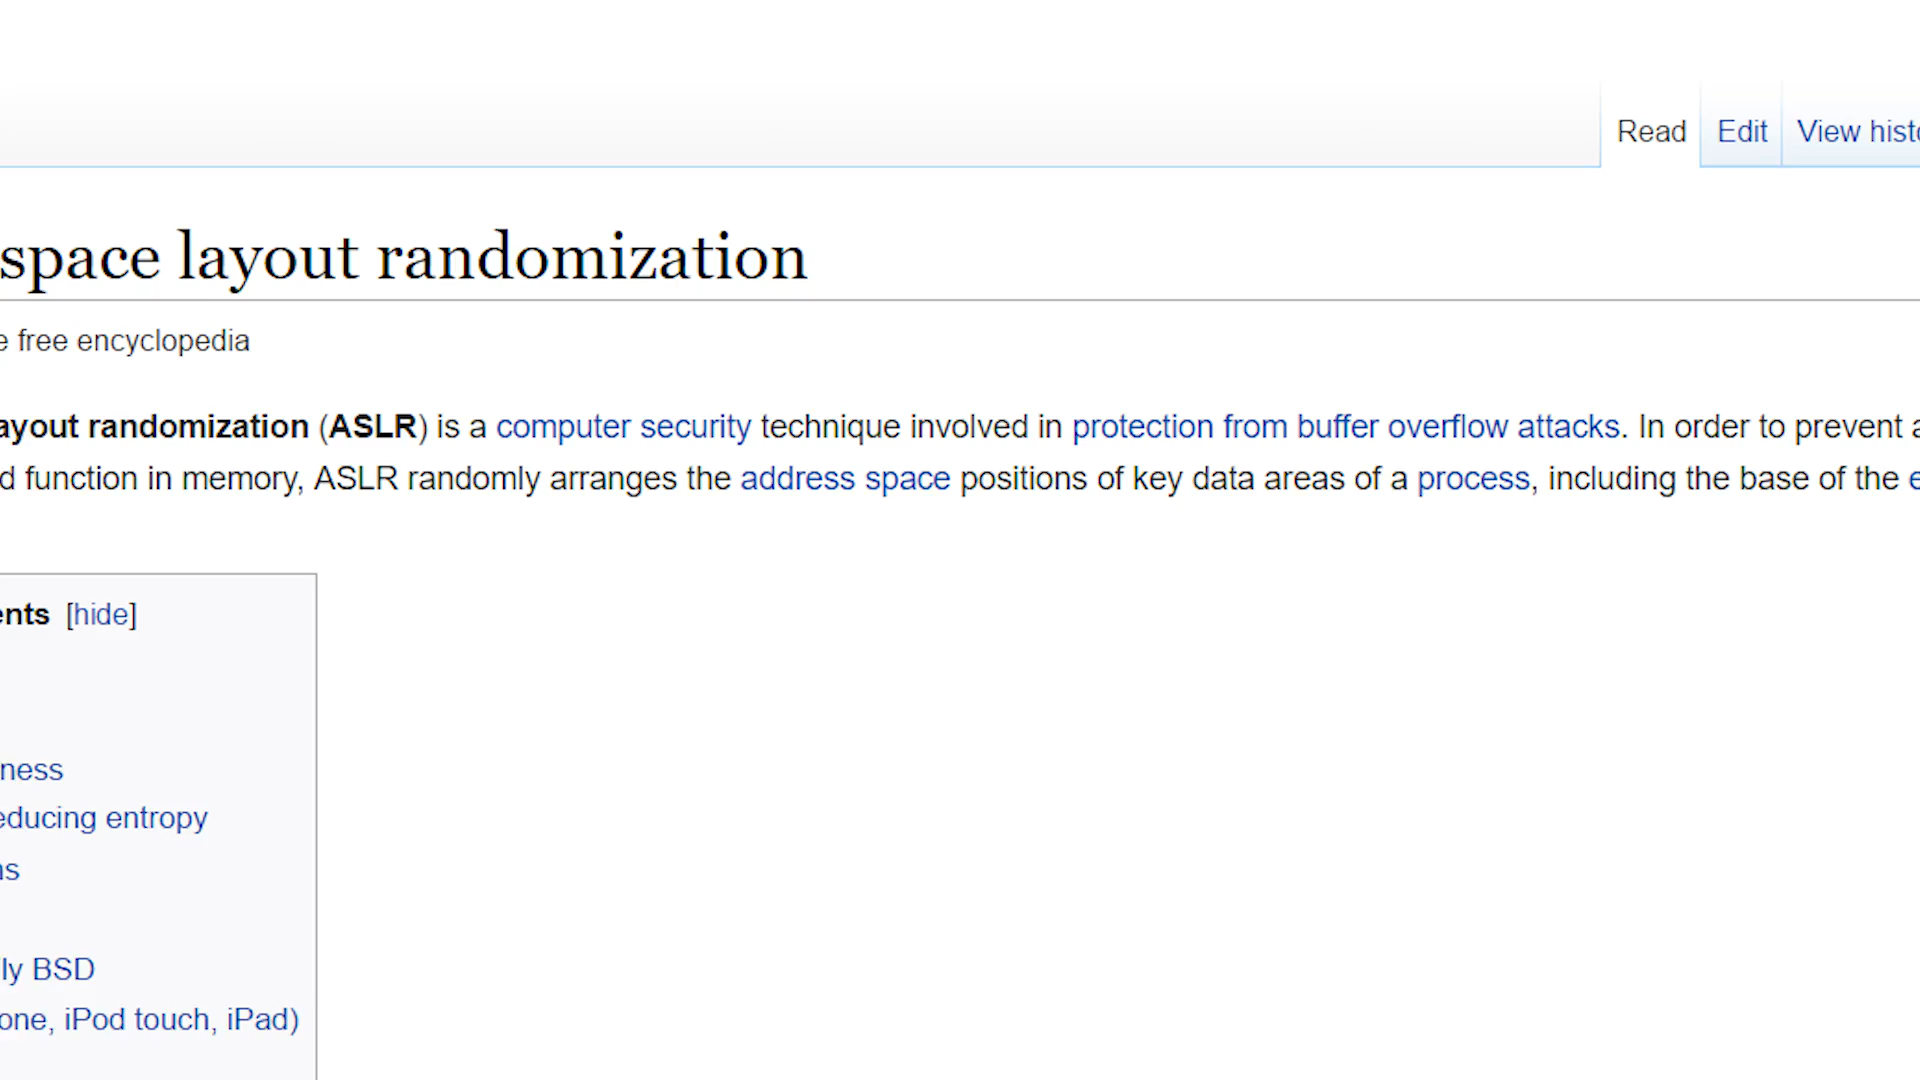 Read Edit View histo
space layout randomization
e free encyclopedia
ayout randomization (ASLR) is a computer security technique involved in protection from buffer overflow attacks. In order to prevent a
d function in memory, ASLR randomly arranges the address space positions of key data areas of a process, including the base of the e
ents [hide]
ness
educing entropy
ns
ly BSD
one, iPod touch, iPad)